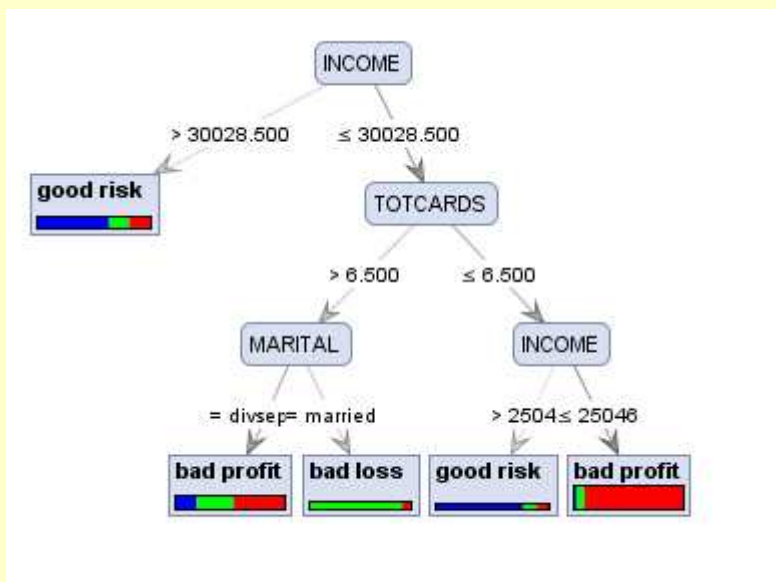 INCOME
> 30028.500 ≤ 30028.500
good risk
TOTCARDS
> 6.500 ≤ 6.500
MARITAL INCOME
= divsep= married > 2504≤ 25046
bad profit bad loss good risk bad profit